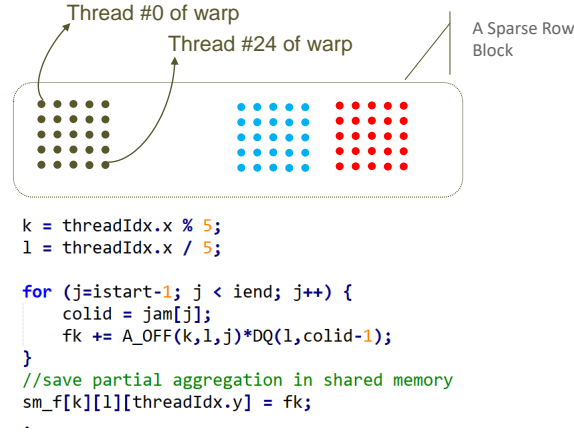 Thread #0 of warp
Thread #24 of warp
A Sparse Row
Block
k = threadIdx.x % 5;
l = threadIdx.x / 5;
for (j=istart-1; j < iend; j++) {
    colid = jam[j];
    fk += A_OFF(k,l,j)*DQ(l,colid-1);
}
//save partial aggregation in shared memory
sm_f[k][l][threadIdx.y] = fk;